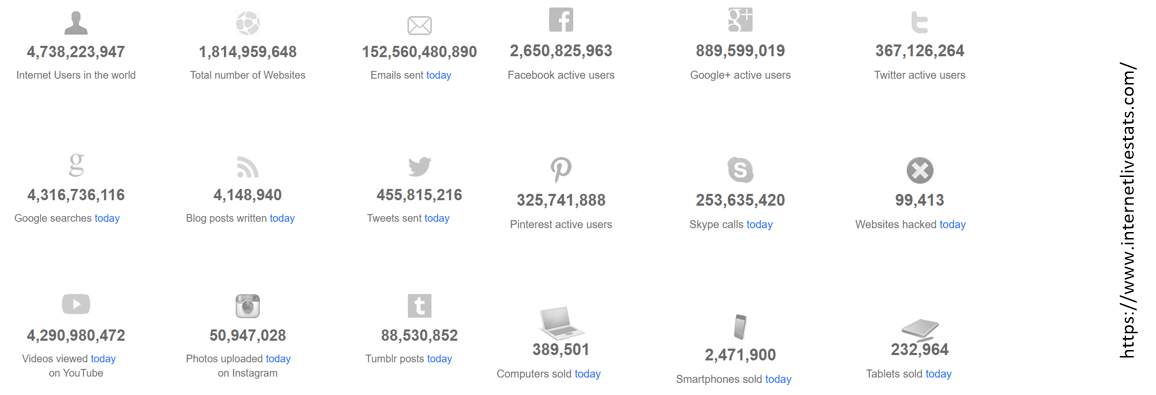 4,738,223,947
Internet Users in the world
1,814,959,648
Total number of Websites
152,560,480,890
Emails sent today
2,650,825,963
Facebook active users
g+
889,599,019
Google+ active users
367,126,264
Twitter active users
4,316,736,116
Google searches today
4,148,940
Blog posts written today
455,815,216
Tweets sent today
325,741,888
Pinterest active users
253,635,420
Skype calls today
99,413
Websites hacked today
4,290,980,472
Videos viewed today
on YouTube
50,947,028
Photos uploaded today
on Instagram
88,530,852
Tumblr posts today
389,501
Computers sold today
2,471,900
Smartphones sold today
232,964
Tablets sold today
https://www.internetlivestats.com/